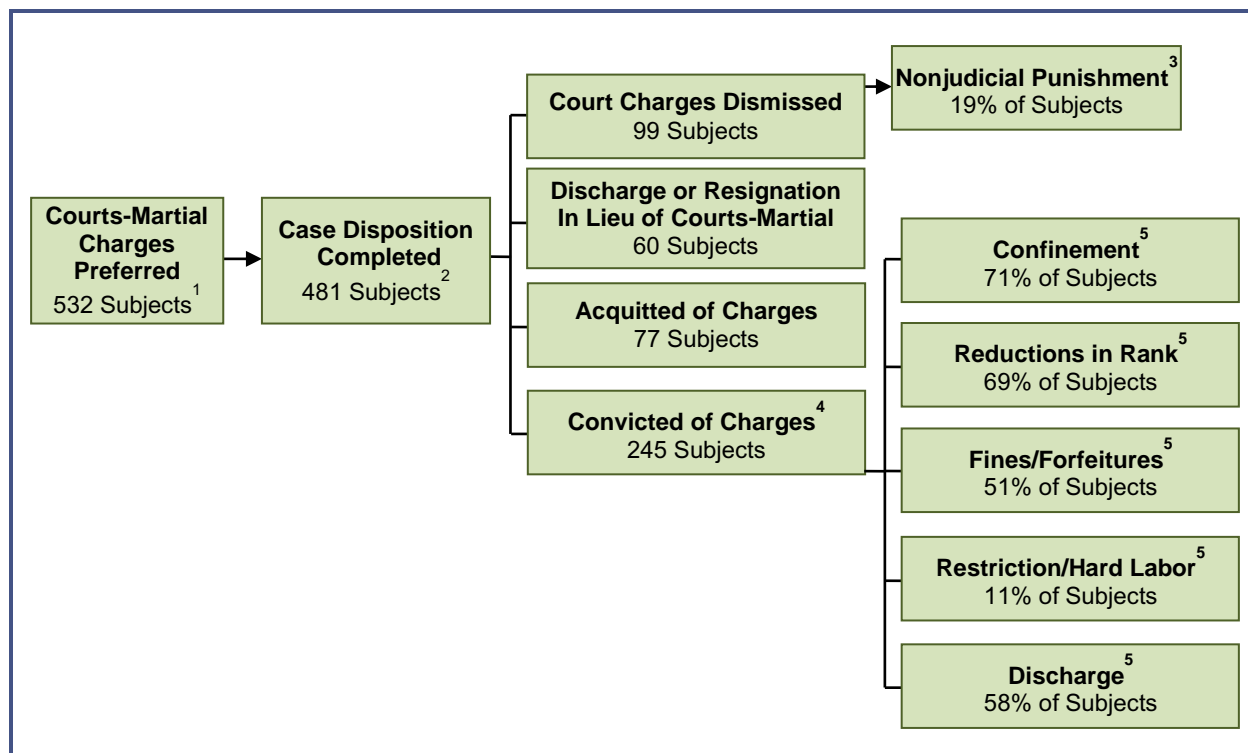 Courts-Martial
Charges
Preferred
532 Subjects1
Case Disposition
Completed
481 Subjects2
Court Charges Dismissed
99 Subjects
Nonjudicial Punishment3
19% of Subjects
Discharge or Resignation
In Lieu of Courts-Martial
60 Subjects
Acquitted of Charges
77 Subjects
Convicted of Charges4
245 Subjects
Confinement5
71% of Subjects
Reductions in Rank5
69% of Subjects
Fines/Forfeitures5
51% of Subjects
Restriction/Hard Labor5
11% of Subjects
Discharge5
58% of Subjects